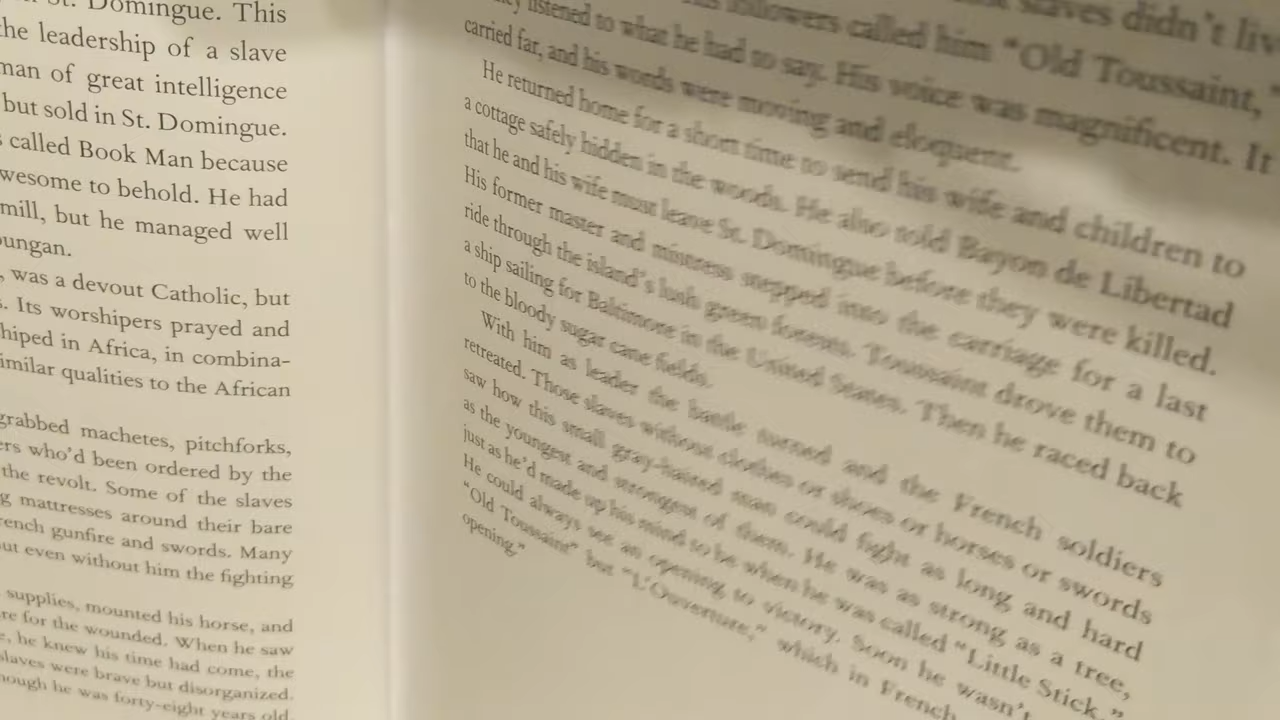 St. Domingue. This
the leadership of a slave
man of great intelligence
but sold in St. Domingue.
called Book Man because
wesome to behold. He had
mill, but he managed well
oungan.
, was a devout Catholic, but
s. Its worshipers prayed and
hiped in Africa, in combina-
imilar qualities to the African
grabbed machetes, pitchforks,
ers who'd been ordered by the
the revolt. Some of the slaves
g mattresses around their bare
rench gunfire and swords. Many
ut even without him the fighting
supplies, mounted his horse, and
re for the wounded. When he saw
e, he knew his time had come, the
slaves were brave but disorganized.
hough he was forty-eight years old.
slaves didn't liv
followers called him "Old Toussaint,"
listened to what he had to say. His voice was magnificent. It
carried far, and his words were moving and eloquent.
He returned home for a short time to send his wife and children to
a cottage safely hidden in the woods. He also told Bayon de Libertad
that he and his wife must leave St. Domingue before they were killed.
His former master and mistress stepped into the carriage for a last
ride through the island's lush green forests. Toussaint drove them to
a ship sailing for Baltimore in the United States. Then he raced back
to the bloody sugar cane fields.
With him as leader the battle turned and the French soldiers
retreated. Those slaves without clothes or shoes or horses or swords
saw how this small gray-haired man could fight as long and hard
as the youngest and strongest of them. He was as strong as a tree,
just as he'd made up his mind to be when he was called "Little Stick."
He could always see an opening to victory. Soon he wasn't
"Old Toussaint" but "L'Ouverture," which in French
opening."